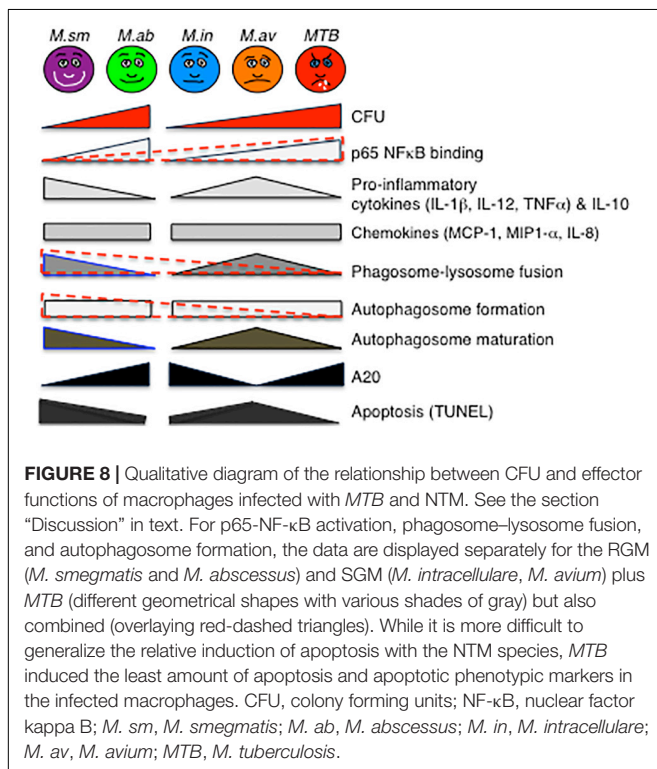 M.sm M.ab M.in M.av MTB
CFU
p65 NFκB binding
Pro-inflammatory
cytokines (IL-1β, IL-12, TNFα) & IL-10
Chemokines (MCP-1, MIP1-α, IL-8)
Phagosome-lysosome fusion
Autophagosome formation
Autophagosome maturation
A20
Apoptosis (TUNEL)
FIGURE 8 | Qualitative diagram of the relationship between CFU and effector
functions of macrophages infected with MTB and NTM. See the section
“Discussion” in text. For p65-NF-κB activation, phagosome–lysosome fusion,
and autophagosome formation, the data are displayed separately for the RGM
(M. smegmatis and M. abscessus) and SGM (M. intracellulare, M. avium) plus
MTB (different geometrical shapes with various shades of gray) but also
combined (overlaying red-dashed triangles). While it is more difficult to
generalize the relative induction of apoptosis with the NTM species, MTB
induced the least amount of apoptosis and apoptotic phenotypic markers in
the infected macrophages. CFU, colony forming units; NF-κB, nuclear factor
kappa B; M. sm, M. smegmatis; M. ab, M. abscessus; M. in, M. intracellulare;
M. av, M. avium; MTB, M. tuberculosis.